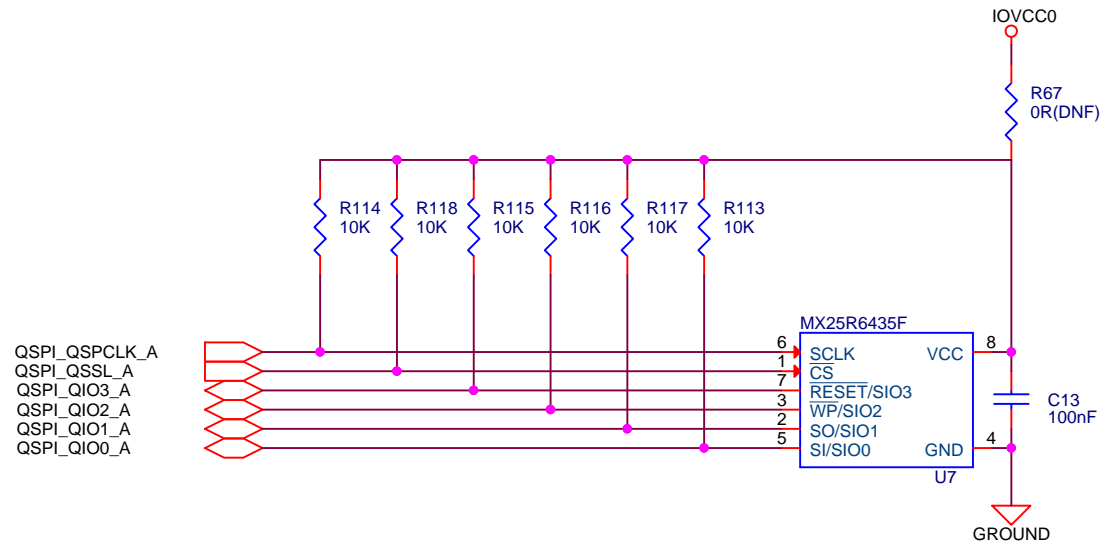 IOVCC0
R67
0R(DNF)
R114
10K
R118
10K
R115
10K
R116
10K
R117
10K
R113
10K
MX25R6435F
QSPI_QSPCLK_A
6
SCLK
VCC
8
QSPI_QSSL_A
1
CS
QSPI_QIO3_A
7
RESET/SIO3
QSPI_QIO2_A
3
WP/SIO2
QSPI_QIO1_A
2
SO/SIO1
QSPI_QIO0_A
5
SI/SIO0
GND
4
C13
100nF
U7
GROUND